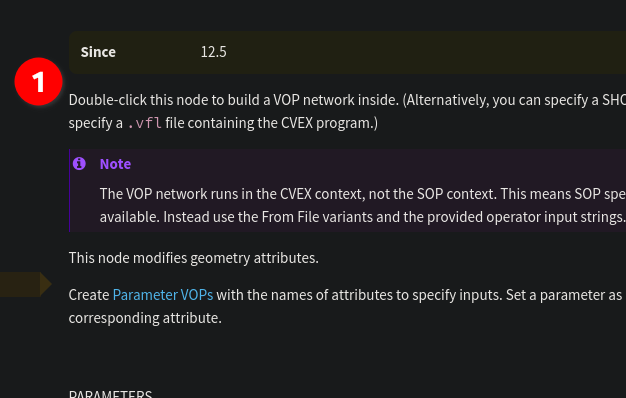 Since 12.5
1
Double-click this node to build a VOP network inside. (Alternatively, you can specify a SHO
specify a .vfl file containing the CVEX program.)
Note
The VOP network runs in the CVEX context, not the SOP context. This means SOP spe
available. Instead use the From File variants and the provided operator input strings.
This node modifies geometry attributes.
Create Parameter VOPs with the names of attributes to specify inputs. Set a parameter as
corresponding attribute.
PARAMETERS